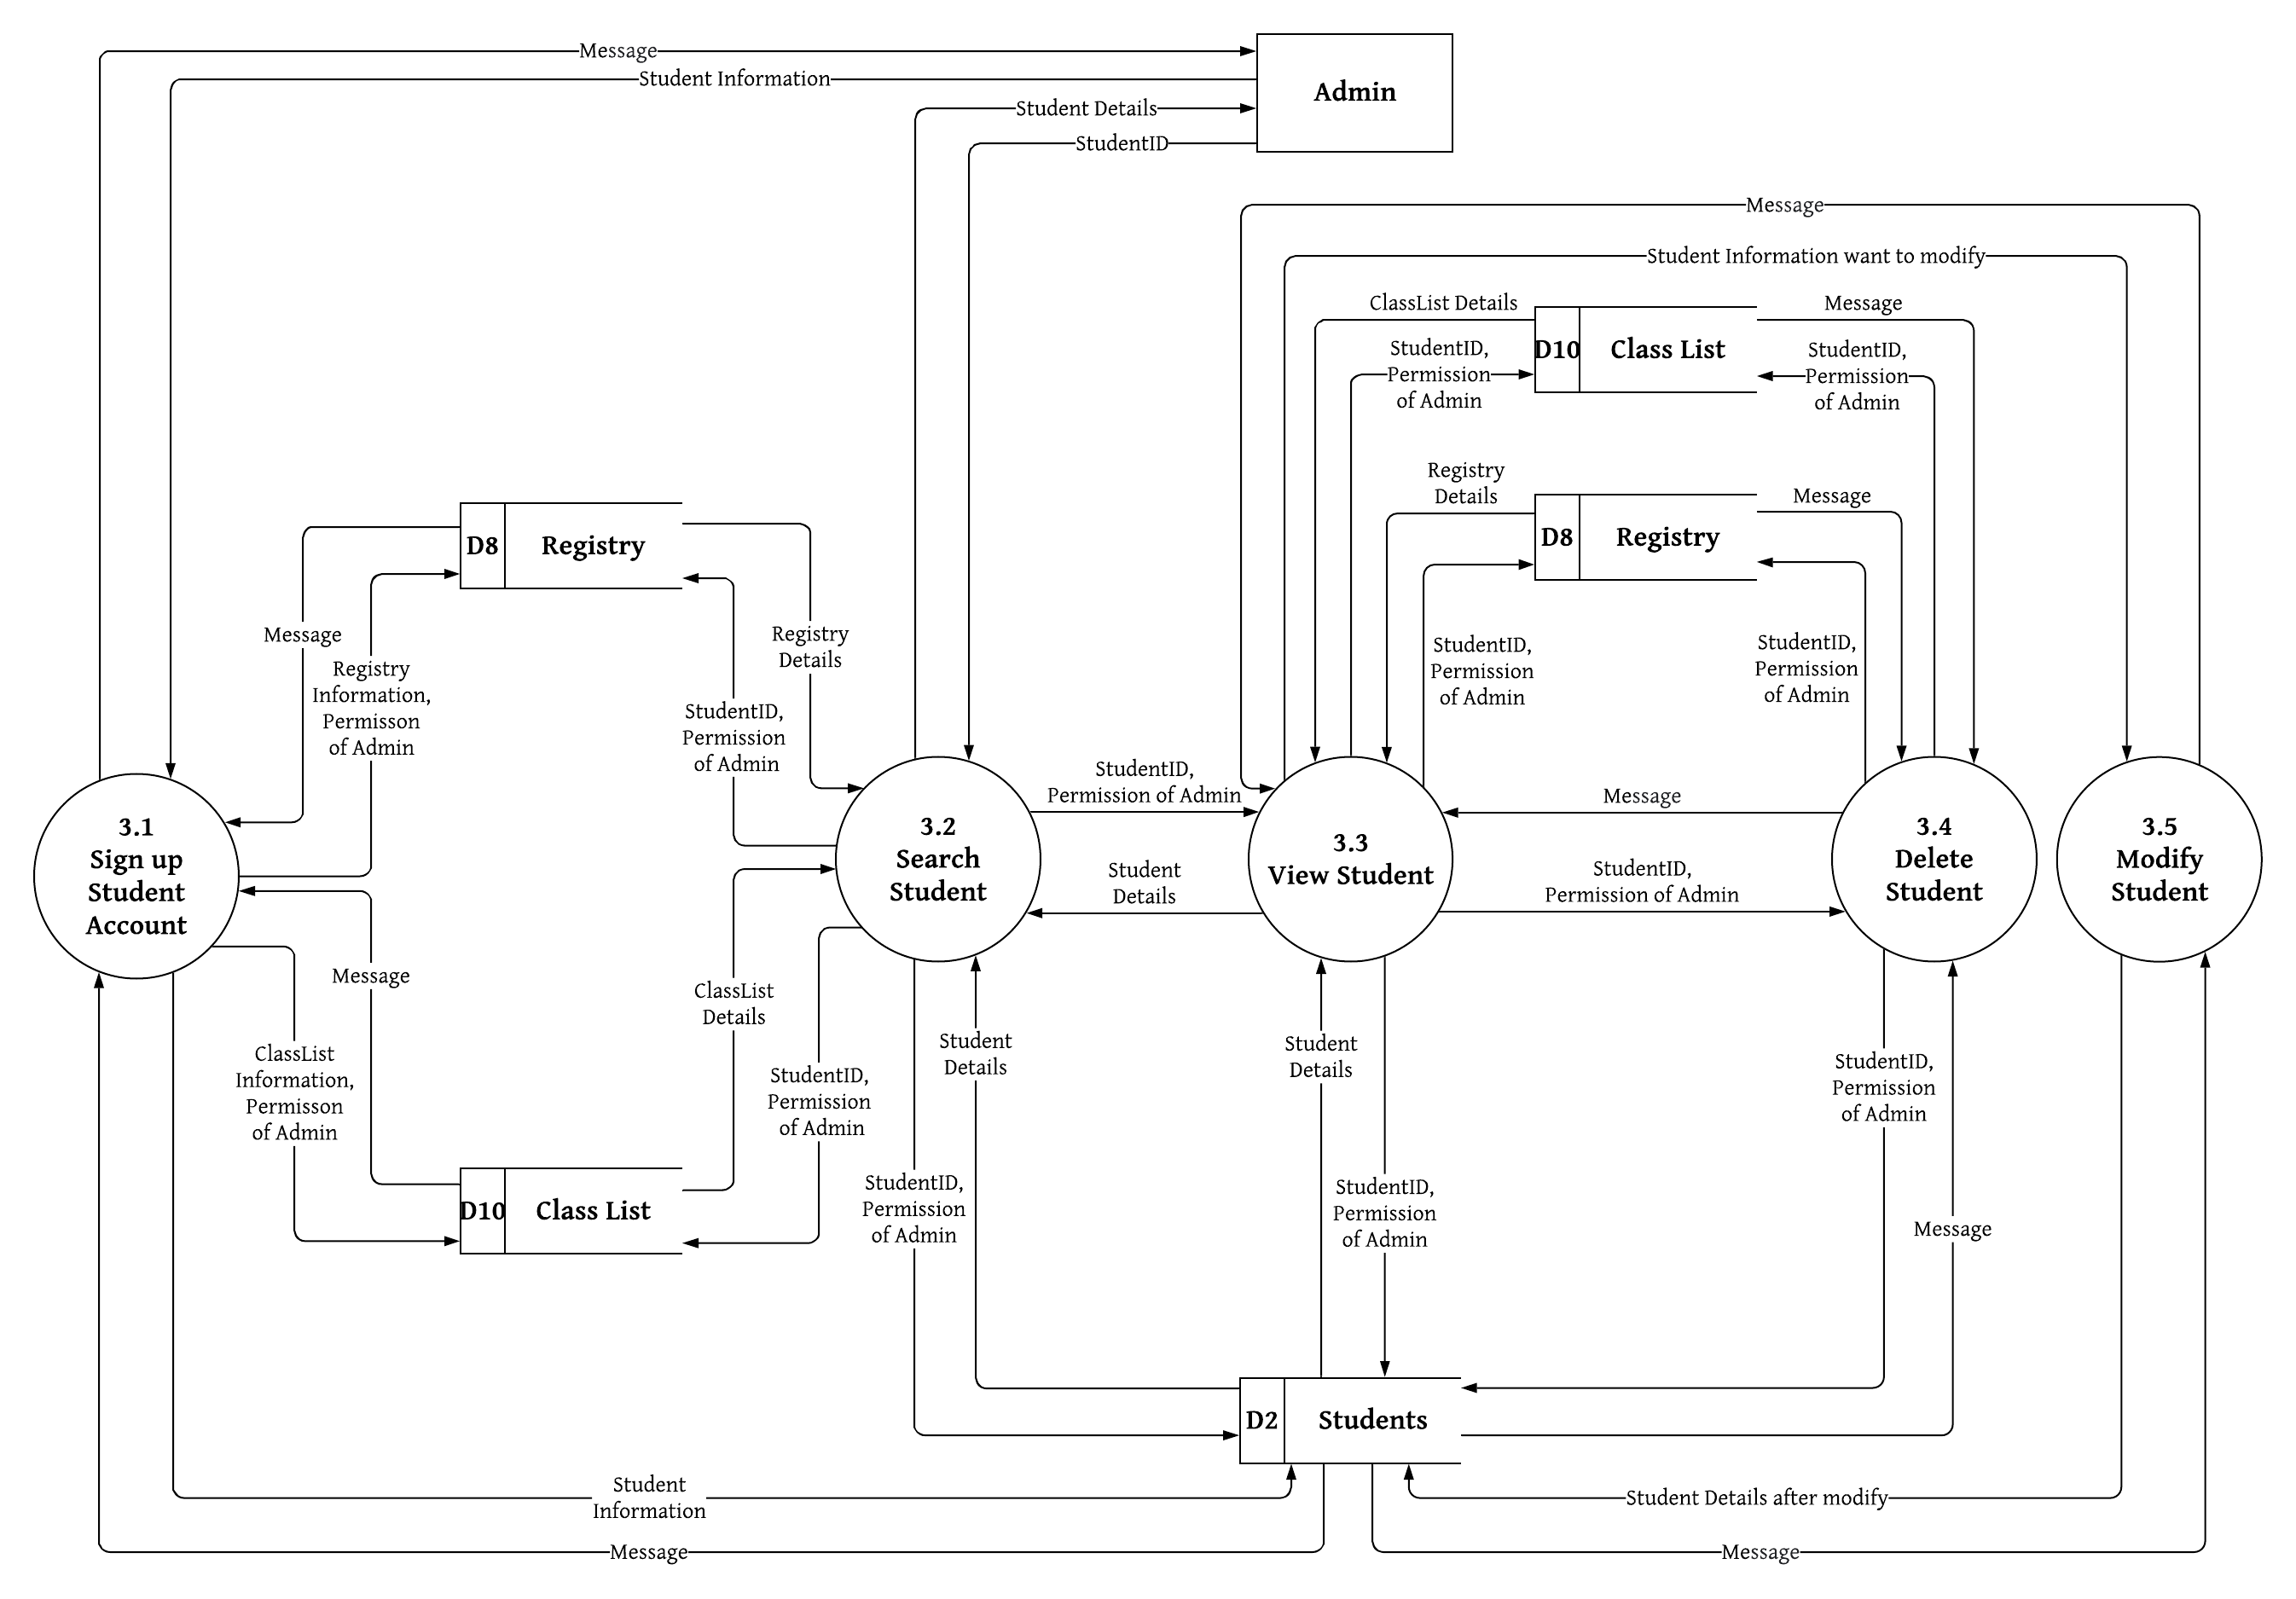 Message
Student Information
Admin
Student Details
StudentID
Message
Student Information want to modify
ClassList Details
Message
D10
Class List
StudentID,
Permission
of Admin
StudentID,
Permission
of Admin
Registry
Details
Message
D8
Registry
D8
Registry
Message
Registry
Information,
Permisson
of Admin
Registry
Details
StudentID,
Permission
of Admin
StudentID,
Permission
of Admin
StudentID,
Permission
of Admin
StudentID,
Permission of Admin
Message
3.1
Sign up
Student
Account
3.2
Search
Student
3.3
View Student
3.4
Delete
Student
3.5
Modify
Student
Student
Details
StudentID,
Permission of Admin
Message
ClassList
Details
ClassList
Information,
Permisson
of Admin
StudentID,
Permission
of Admin
Student
Details
Student
Details
StudentID,
Permission
of Admin
D10
Class List
StudentID,
Permission
of Admin
StudentID,
Permission
of Admin
Message
D2
Students
Student
Information
Student Details after modify
Message
Message